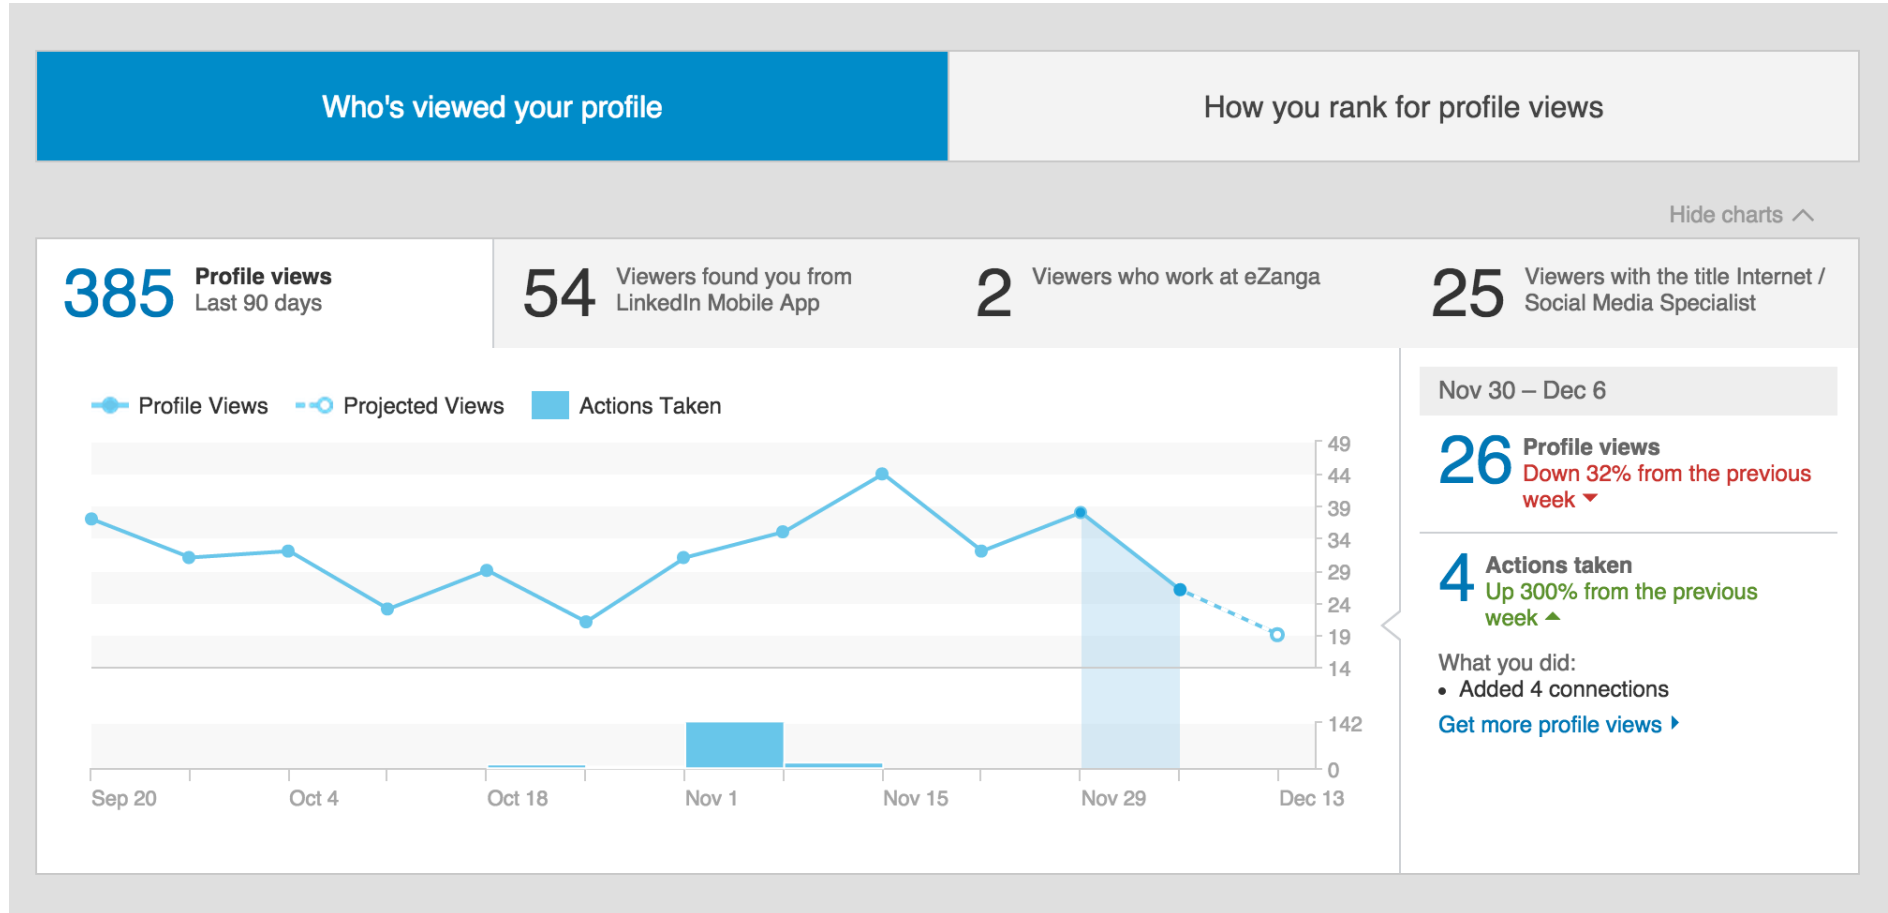 Who's viewed your profile
How you rank for profile views
Hide charts
385
Profile views
Last 90 days
54
Viewers found you from
LinkedIn Mobile App
2
Viewers who work at eZanga
25
Viewers with the title Internet /
Social Media Specialist
Profile Views
Projected Views
Actions Taken
49
44
39
34
29
24
19
14
142
0
Sep 20
Oct 4
Oct 18
Nov 1
Nov 15
Nov 29
Dec 13
Nov 30 – Dec 6
26
Profile views
Down 32% from the previous
week
4
Actions taken
Up 300% from the previous
week
What you did:
• Added 4 connections
Get more profile views